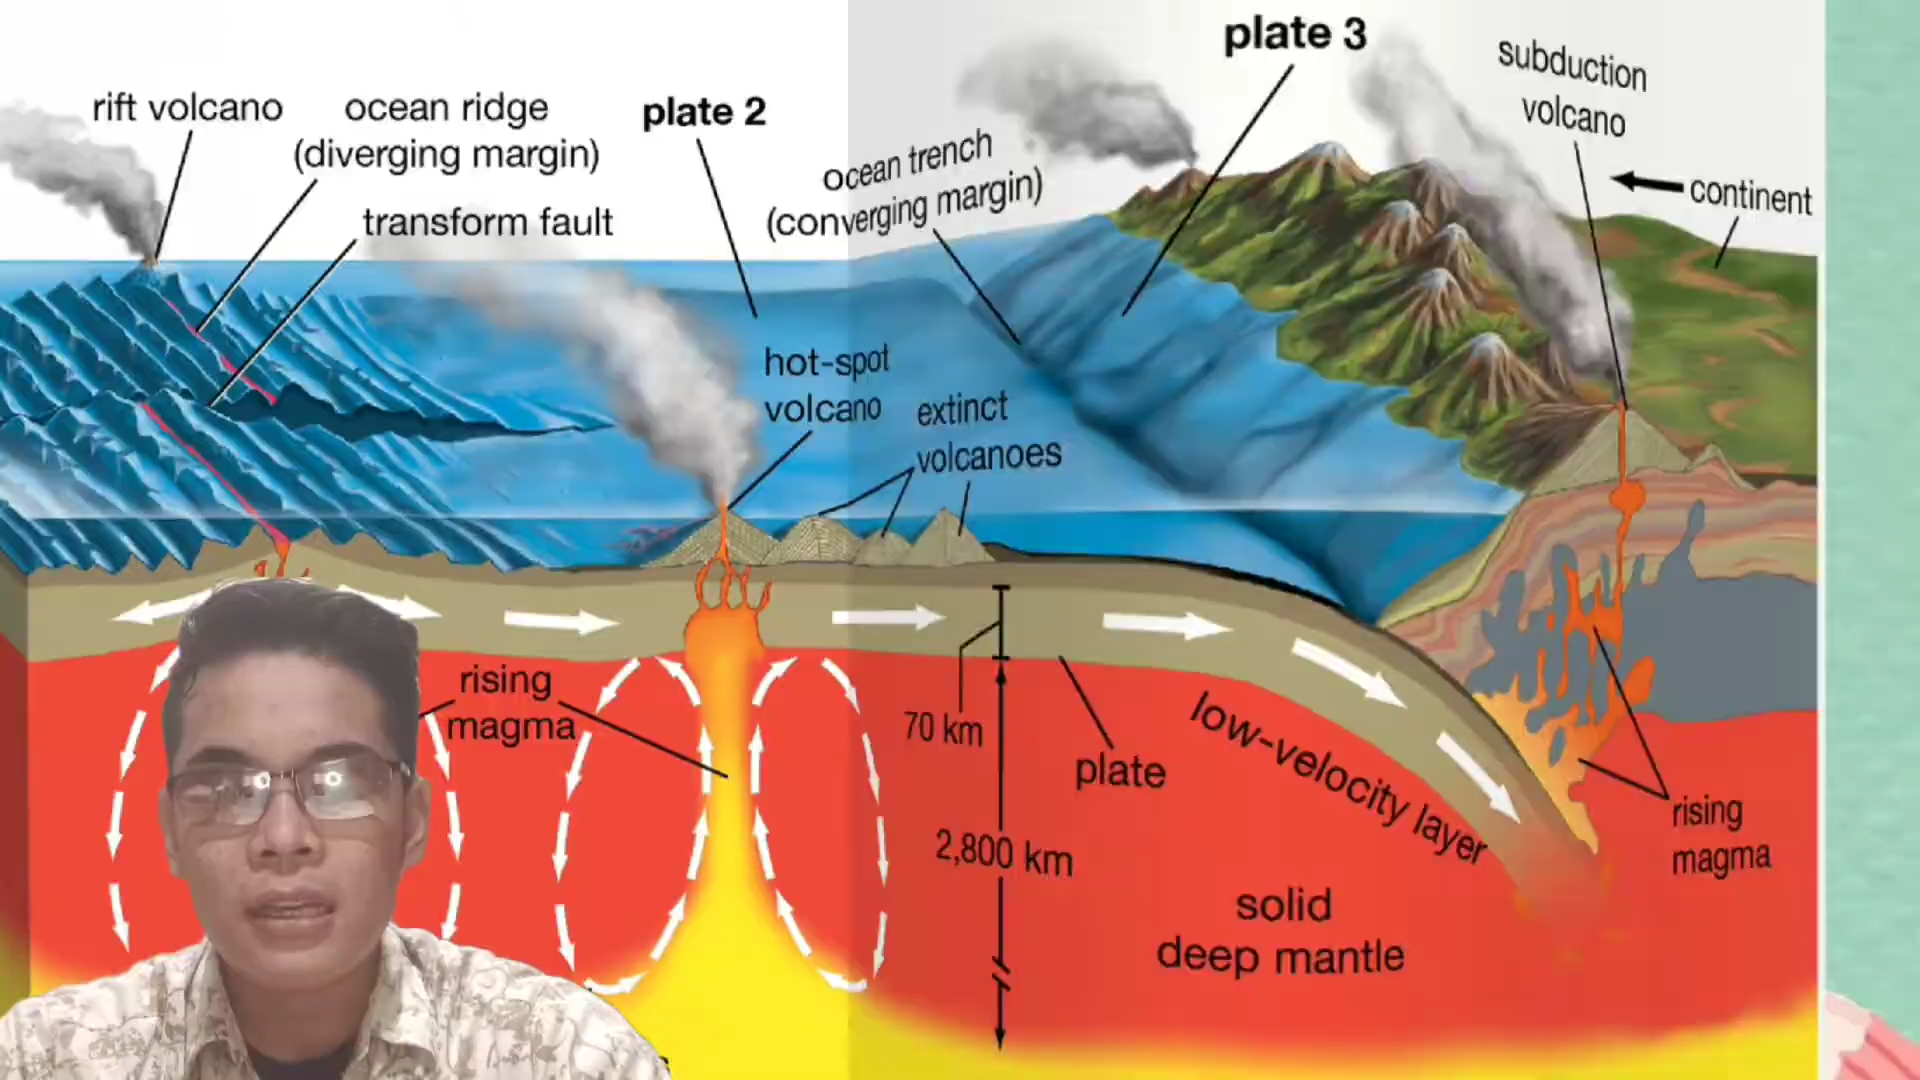 plate 3
subduction
volcano
rift volcano
ocean ridge
(diverging margin)
plate 2
ocean trench
(converging margin)
continent
transform fault
hot-spot
volcano
extinct
volcanoes
rising
magma
70 km
plate
low-velocity layer
2,800 km
rising
magma
solid
deep mantle